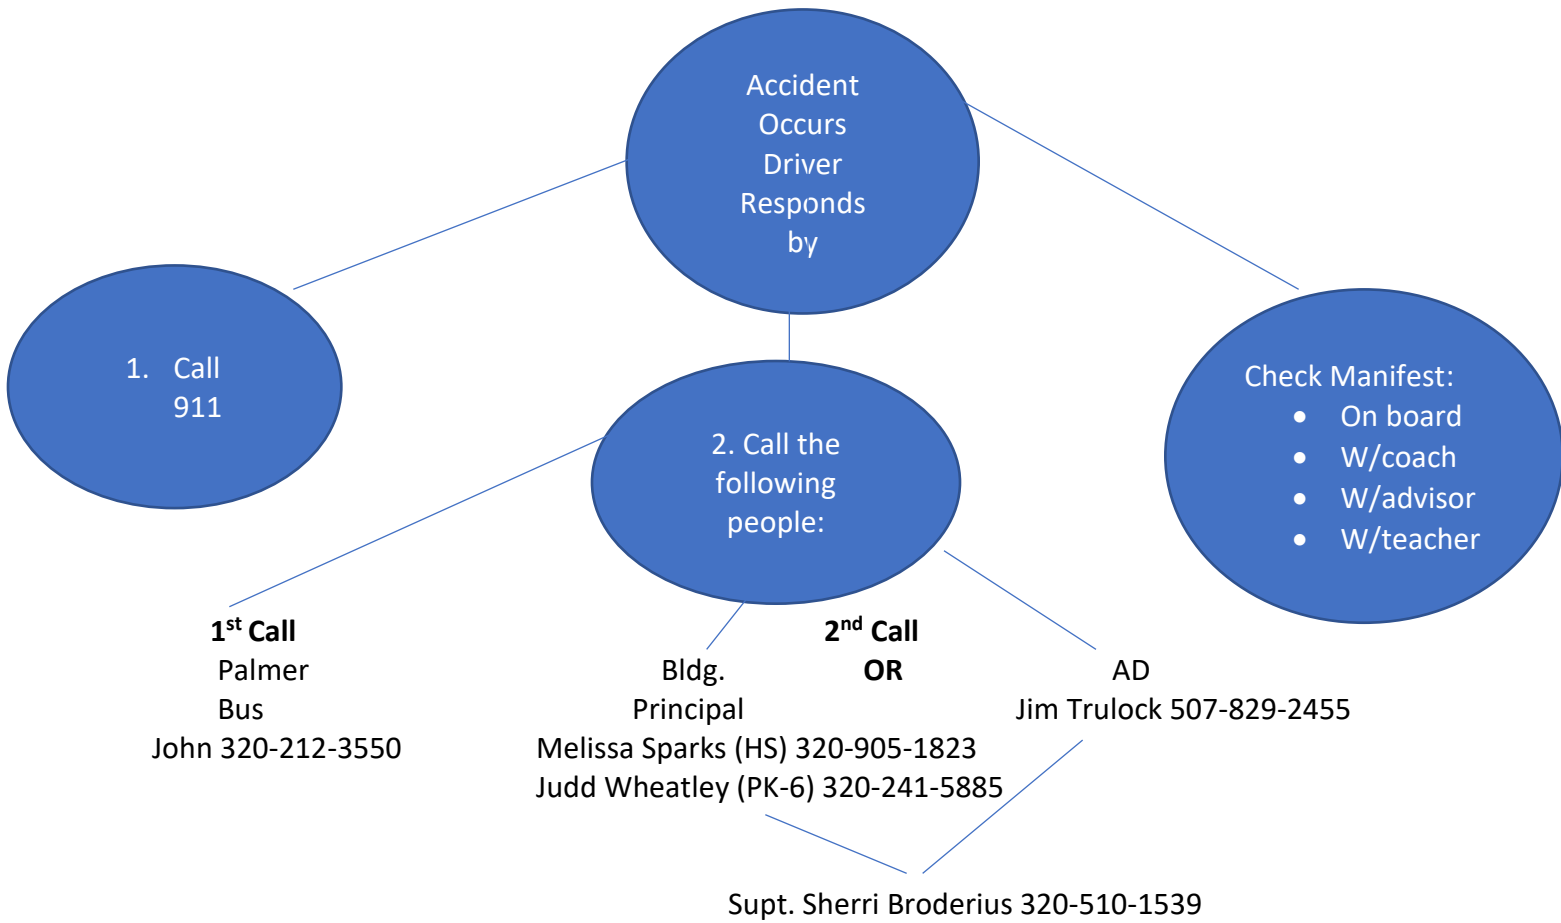 Accident
Occurs
Driver
Responds
by
1. Call
911
2. Call the
following
people:
Check Manifest:
• On board
• W/coach
• W/advisor
• W/teacher
1st Call
Palmer
Bus
John 320-212-3550
2nd Call
OR
Bldg.
Principal
Melissa Sparks (HS) 320-905-1823
Judd Wheatley (PK-6) 320-241-5885
AD
Jim Trulock 507-829-2455
Supt. Sherri Broderius 320-510-1539